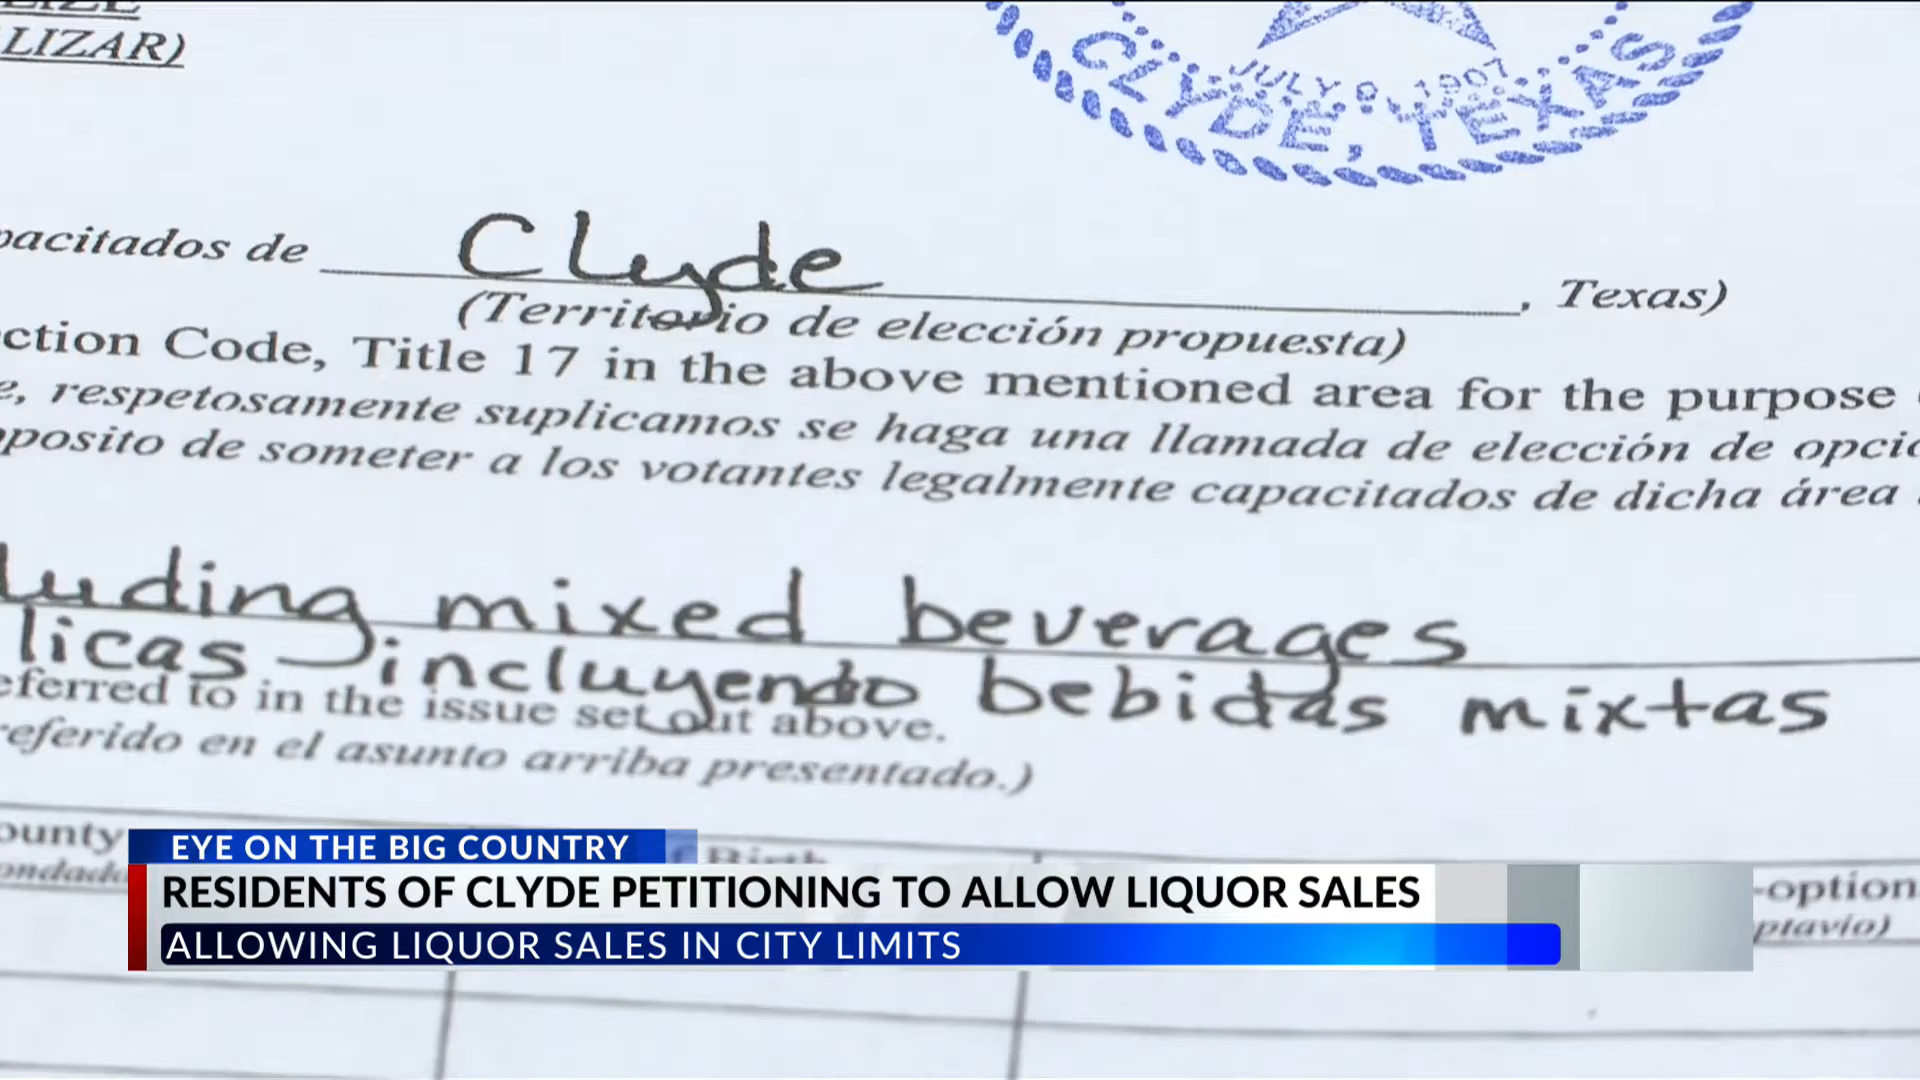 LIZAR)
JULY 9, 1907
CLYDE, TEXAS
pacitados de Clyde, Texas)
(Territorio de elección propuesta)
ction Code, Title 17 in the above mentioned area for the purpose
e, respetosamente suplicamos se haga una llamada de elección de opci
posito de someter a los votantes legalmente capacitados de dicha área
luding mixed beverages
licas incluyendo bebidas mixtas
eferred to in the issue set out above.
referido en el asunto arriba presentado.)
ounty
ondado
-option
ptavio)
EYE ON THE BIG COUNTRY
RESIDENTS OF CLYDE PETITIONING TO ALLOW LIQUOR SALES
ALLOWING LIQUOR SALES IN CITY LIMITS